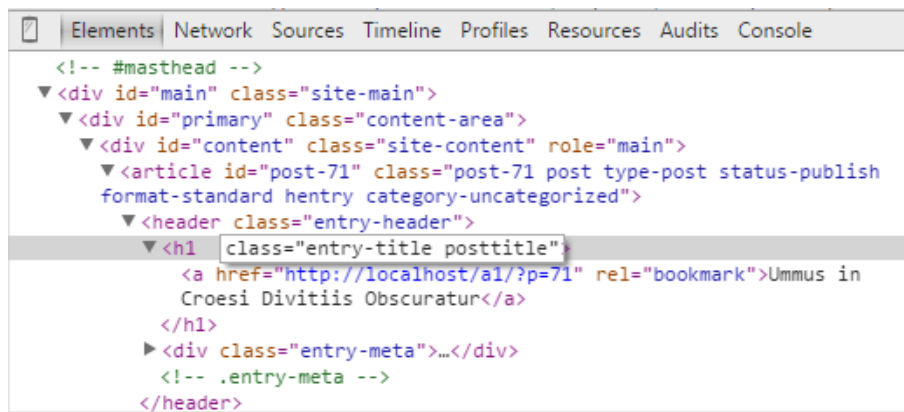 Elements Network Sources Timeline Profiles Resources Audits Console
<!-- #masthead -->
<div id="main" class="site-main">
<div id="primary" class="content-area">
<div id="content" class="site-content" role="main">
<article id="post-71" class="post-71 post type-post status-publish
format-standard hentry category-uncategorized">
<header class="entry-header">
<h1 class="entry-title posttitle">
<a href="http://localhost/a1/?p=71" rel="bookmark">Ummus in
Croesi Divitiis Obscuratur</a>
</h1>
<div class="entry-meta">…</div>
<!-- .entry-meta -->
</header>